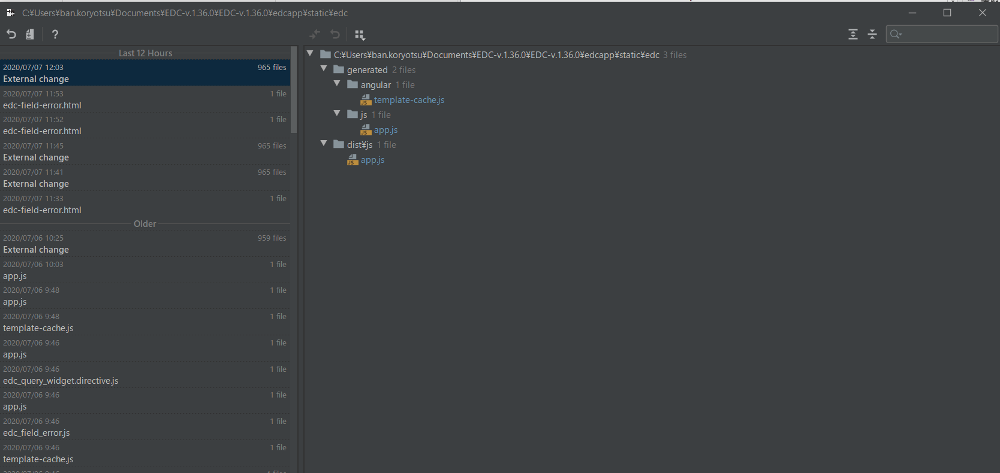 C:¥Users¥ban.koryotsu¥Documents¥EDC-v.1.36.0¥EDC-v.1.36.0¥edcapp¥static¥edc
?
Last 12 Hours
2020/07/07 12:03 965 files
External change
2020/07/07 11:53 1 file
edc-field-error.html
2020/07/07 11:52 1 file
edc-field-error.html
2020/07/07 11:45 965 files
External change
2020/07/07 11:41 965 files
External change
2020/07/07 11:33 1 file
edc-field-error.html
Older
2020/07/06 10:25 959 files
External change
2020/07/06 10:03 1 file
app.js
2020/07/06 9:48 1 file
app.js
2020/07/06 9:48 1 file
template-cache.js
2020/07/06 9:46 1 file
app.js
2020/07/06 9:46 1 file
edc_query_widget.directive.js
2020/07/06 9:46 1 file
app.js
2020/07/06 9:46 1 file
edc_field_error.js
2020/07/06 9:46 1 file
template-cache.js
C:¥Users¥ban.koryotsu¥Documents¥EDC-v.1.36.0¥EDC-v.1.36.0¥edcapp¥static¥edc 3 files
generated 2 files
angular 1 file
JS template-cache.js
js 1 file
JS app.js
dist¥js 1 file
JS app.js